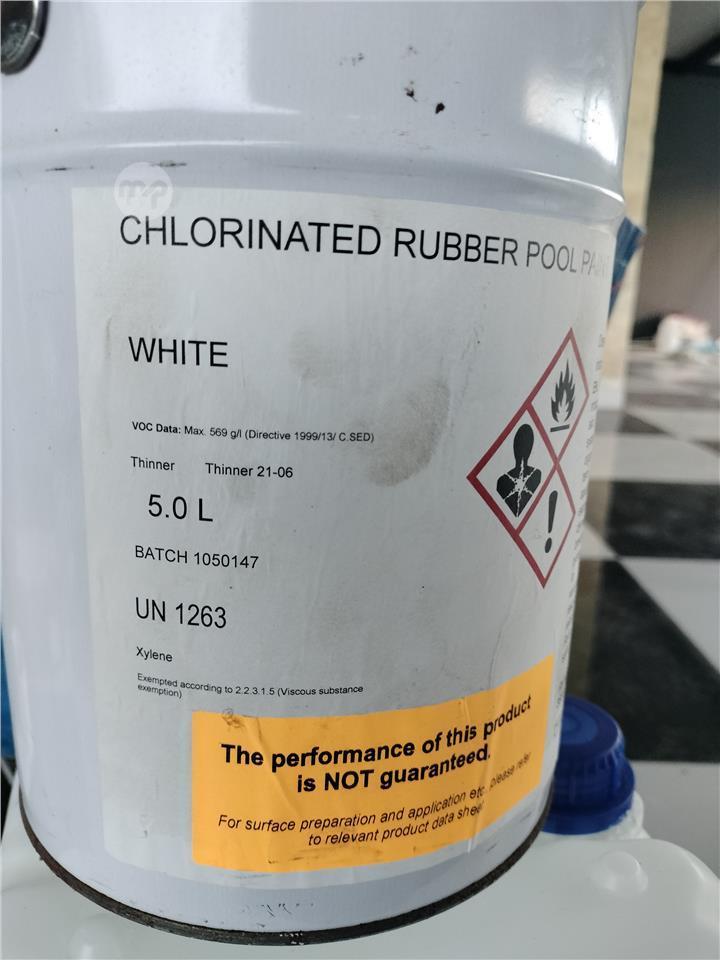 CHLORINATED RUBBER POOL PAINT
WHITE
VOC Data: Max. 569 g/l (Directive 1999/13/ C.SED)
Thinner Thinner 21-06
5.0 L
BATCH 1050147
UN 1263
Xylene
Exempted according to 2.2.3.1.5 (Viscous substance
exemption)
The performance of this product
is NOT guaranteed.
For surface preparation and application etc. please refer
to relevant product data sheet